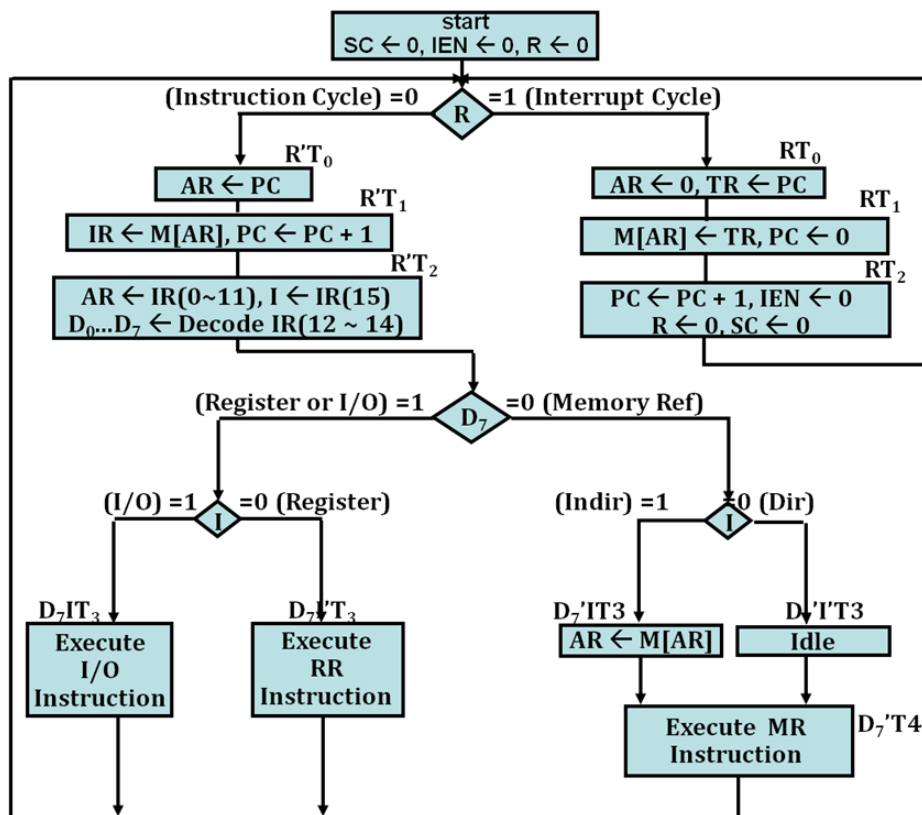 start
SC ← 0, IEN ← 0, R ← 0
(Instruction Cycle) =0
R
=1 (Interrupt Cycle)
R'T₀
AR ← PC
R'T₁
IR ← M[AR], PC ← PC + 1
R'T₂
AR ← IR(0~11), I ← IR(15)
D₀...D₇ ← Decode IR(12 ~ 14)
RT₀
AR ← 0, TR ← PC
RT₁
M[AR] ← TR, PC ← 0
RT₂
PC ← PC + 1, IEN ← 0
R ← 0, SC ← 0
(Register or I/O) =1
D₇
=0 (Memory Ref)
(I/O) =1
I
=0 (Register)
(Indir) =1
I
=0 (Dir)
D₇IT₃
Execute
I/O
Instruction
D₇I'T₃
Execute
RR
Instruction
D₇'IT3
AR ← M[AR]
D₇'I'T3
Idle
Execute MR
Instruction
D₇'T4